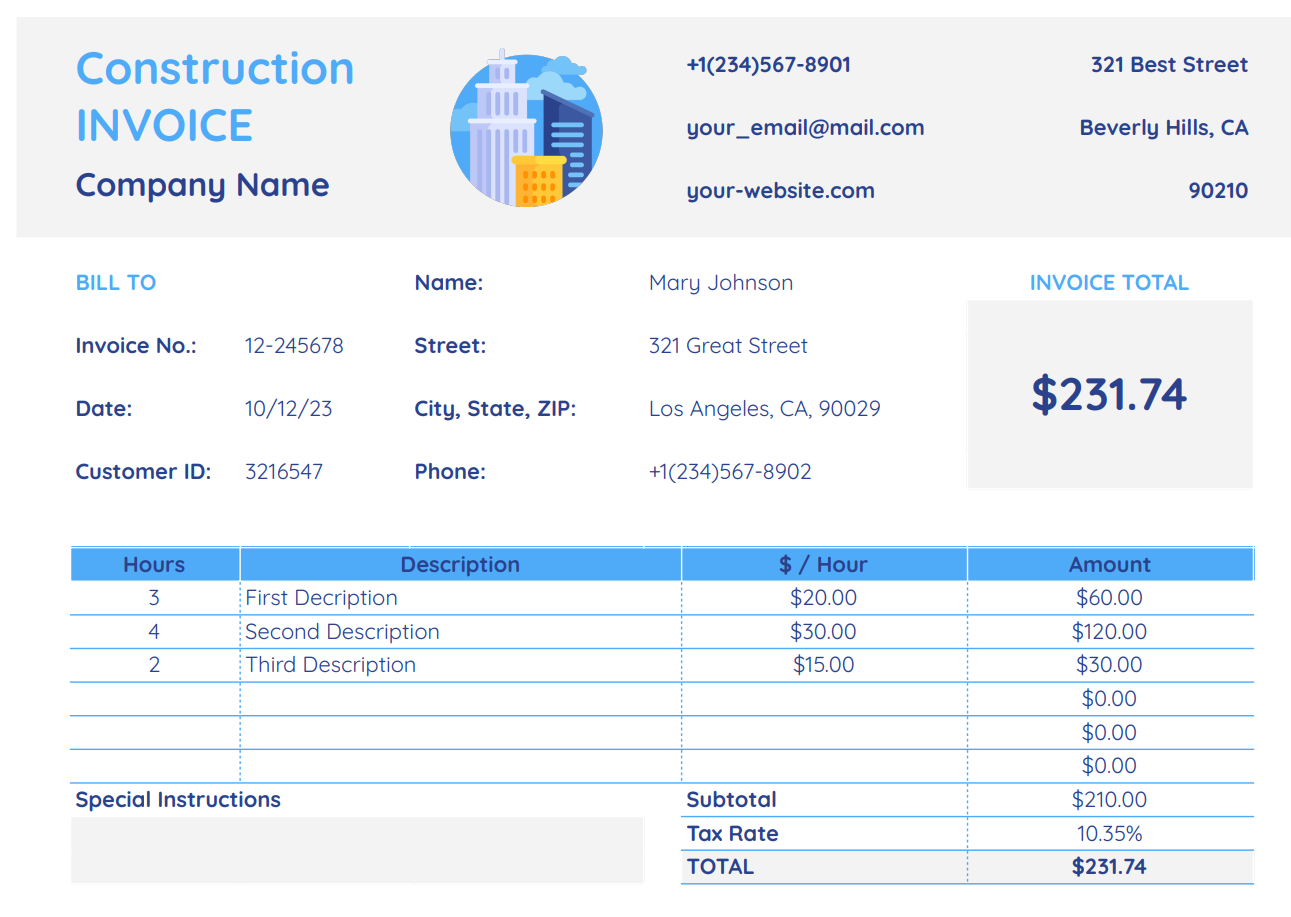 Construction
INVOICE
Company Name
+1(234)567-8901
your_email@mail.com
your-website.com
321 Best Street
Beverly Hills, CA
90210
BILL TO
Invoice No.: 12-245678
Date: 10/12/23
Customer ID: 3216547
Name: Mary Johnson
Street: 321 Great Street
City, State, ZIP: Los Angeles, CA, 90029
Phone: +1(234)567-8902
INVOICE TOTAL
$231.74
Hours Description $ / Hour Amount
3 First Decription $20.00 $60.00
4 Second Description $30.00 $120.00
2 Third Description $15.00 $30.00
$0.00
$0.00
$0.00
Special Instructions
Subtotal $210.00
Tax Rate 10.35%
TOTAL $231.74